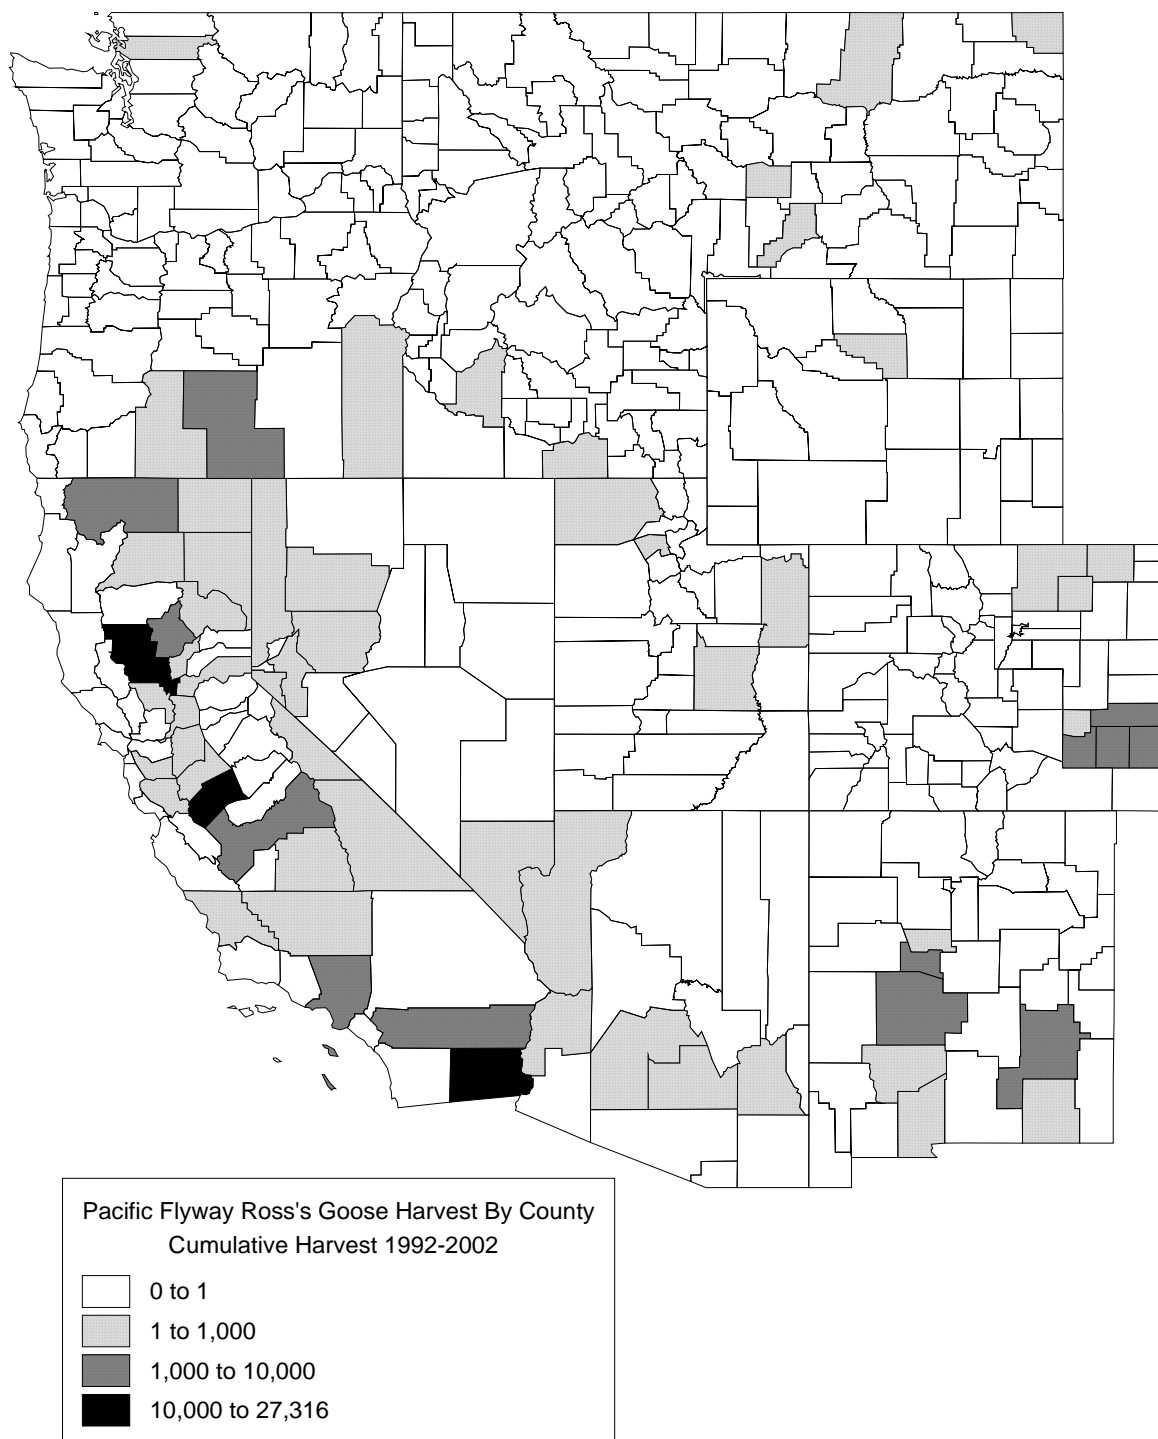 Pacific Flyway Ross's Goose Harvest By County
Cumulative Harvest 1992-2002
0 to 1
1 to 1,000
1,000 to 10,000
10,000 to 27,316